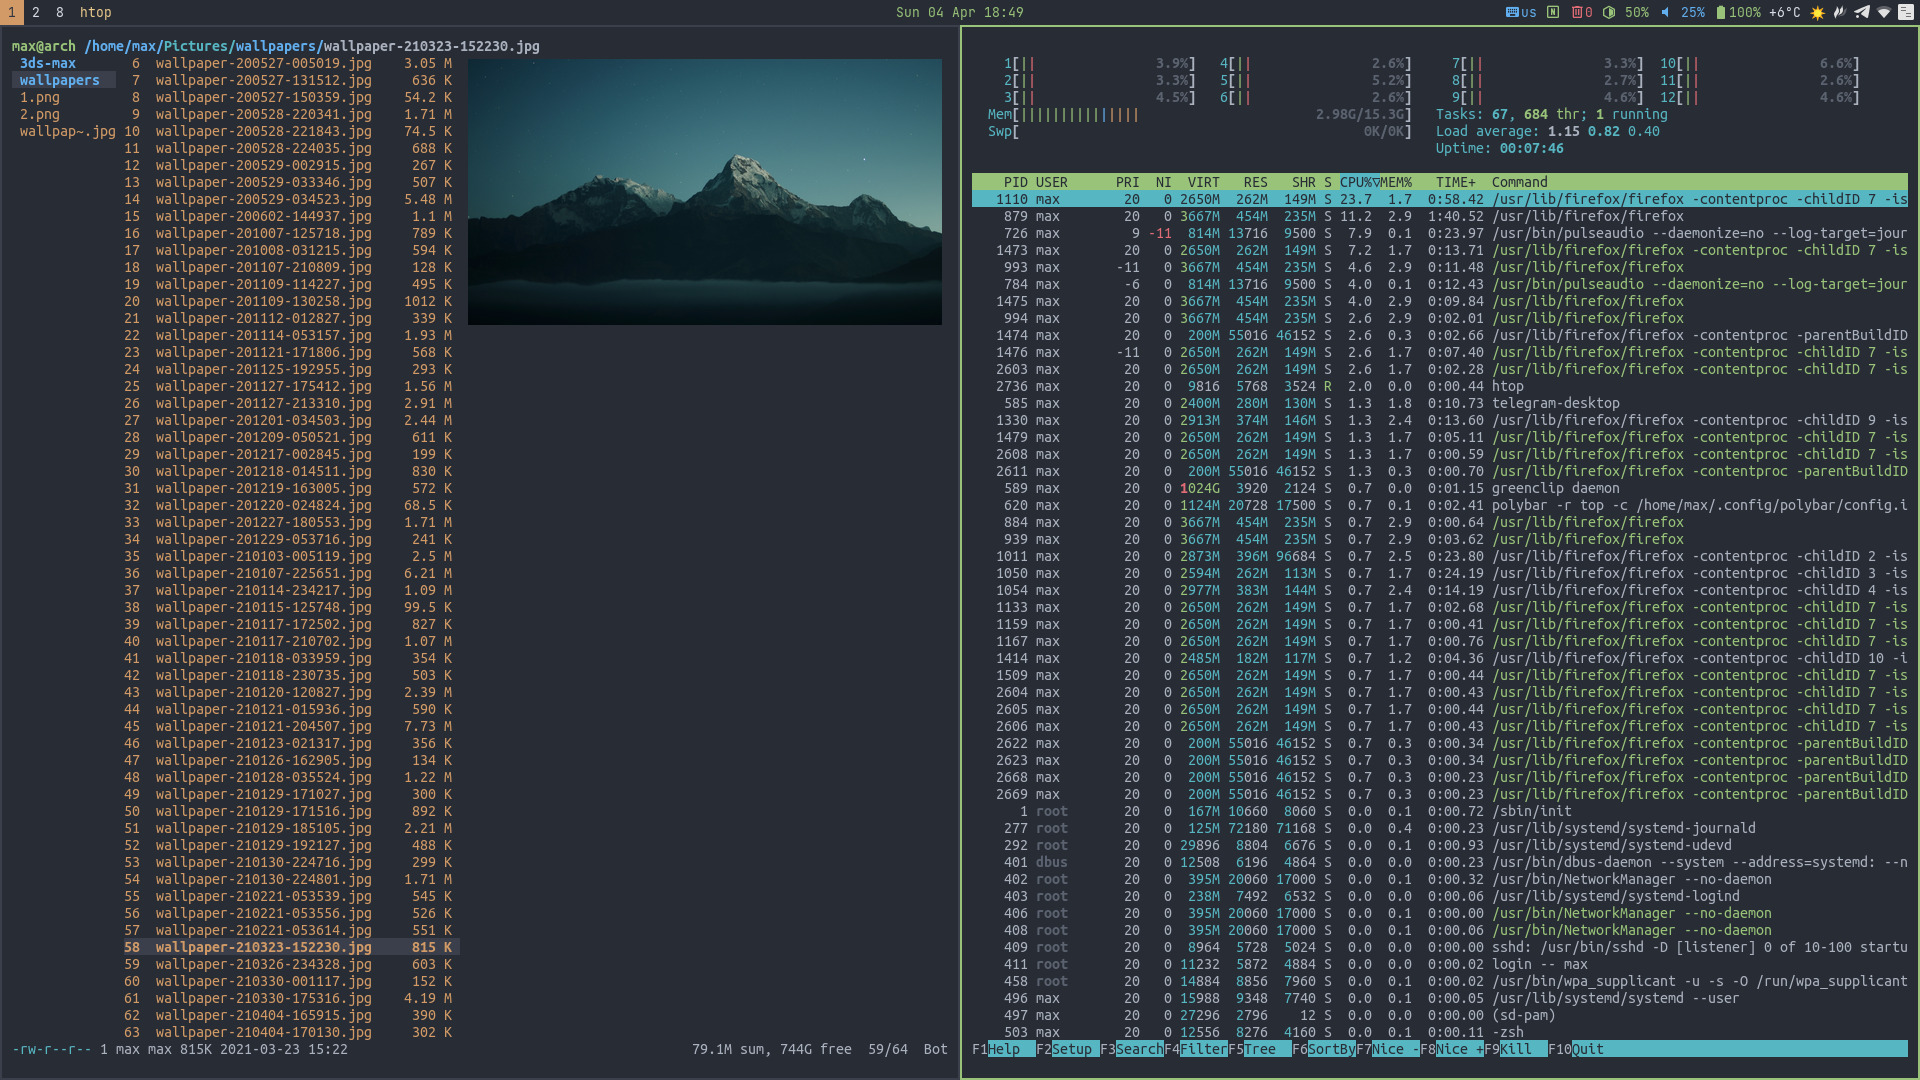 1 2 8 htop
Sun 04 Apr 18:49
us N 0 50% 25% 100% +6°C
max@arch /home/max/Pictures/wallpapers/wallpaper-210323-152230.jpg
3ds-max
wallpapers
1.png
2.png
wallpap~.jpg
6 wallpaper-200527-005019.jpg 3.05 M
7 wallpaper-200527-131512.jpg 636 K
8 wallpaper-200527-150359.jpg 54.2 K
9 wallpaper-200528-220341.jpg 1.71 M
10 wallpaper-200528-221843.jpg 74.5 K
11 wallpaper-200528-224035.jpg 688 K
12 wallpaper-200529-002915.jpg 267 K
13 wallpaper-200529-033346.jpg 507 K
14 wallpaper-200529-034523.jpg 5.48 M
15 wallpaper-200602-144937.jpg 1.1 M
16 wallpaper-201007-125718.jpg 789 K
17 wallpaper-201008-031215.jpg 594 K
18 wallpaper-201107-210809.jpg 128 K
19 wallpaper-201109-114227.jpg 495 K
20 wallpaper-201109-130258.jpg 1012 K
21 wallpaper-201112-012827.jpg 339 K
22 wallpaper-201114-053157.jpg 1.93 M
23 wallpaper-201121-171806.jpg 568 K
24 wallpaper-201125-192955.jpg 293 K
25 wallpaper-201127-175412.jpg 1.56 M
26 wallpaper-201127-213310.jpg 2.91 M
27 wallpaper-201201-034503.jpg 2.44 M
28 wallpaper-201209-050521.jpg 611 K
29 wallpaper-201217-002845.jpg 199 K
30 wallpaper-201218-014511.jpg 830 K
31 wallpaper-201219-163005.jpg 572 K
32 wallpaper-201220-024824.jpg 68.5 K
33 wallpaper-201227-180553.jpg 1.71 M
34 wallpaper-201229-053716.jpg 241 K
35 wallpaper-210103-005119.jpg 2.5 M
36 wallpaper-210107-225651.jpg 6.21 M
37 wallpaper-210114-234217.jpg 1.09 M
38 wallpaper-210115-125748.jpg 99.5 K
39 wallpaper-210117-172502.jpg 827 K
40 wallpaper-210117-210702.jpg 1.07 M
41 wallpaper-210118-033959.jpg 354 K
42 wallpaper-210118-230735.jpg 503 K
43 wallpaper-210120-120827.jpg 2.39 M
44 wallpaper-210121-015936.jpg 590 K
45 wallpaper-210121-204507.jpg 7.73 M
46 wallpaper-210123-021317.jpg 356 K
47 wallpaper-210126-162905.jpg 134 K
48 wallpaper-210128-035524.jpg 1.22 M
49 wallpaper-210129-171027.jpg 300 K
50 wallpaper-210129-171516.jpg 892 K
51 wallpaper-210129-185105.jpg 2.21 M
52 wallpaper-210129-192127.jpg 488 K
53 wallpaper-210130-224716.jpg 299 K
54 wallpaper-210130-224801.jpg 1.71 M
55 wallpaper-210221-053539.jpg 545 K
56 wallpaper-210221-053556.jpg 526 K
57 wallpaper-210221-053614.jpg 551 K
58 wallpaper-210323-152230.jpg 815 K
59 wallpaper-210326-234328.jpg 603 K
60 wallpaper-210330-001117.jpg 152 K
61 wallpaper-210330-175316.jpg 4.19 M
62 wallpaper-210404-165915.jpg 390 K
63 wallpaper-210404-170130.jpg 302 K
-rw-r--r-- 1 max max 815K 2021-03-23 15:22 79.1M sum, 744G free 59/64 Bot
1[|| 3.9%] 4[|| 2.6%] 7[|| 3.3%] 10[|| 6.6%]
2[|| 3.3%] 5[|| 5.2%] 8[|| 2.7%] 11[|| 2.6%]
3[|| 4.5%] 6[|| 2.6%] 9[|| 4.6%] 12[|| 4.6%]
Mem[||||||||||||||| 2.98G/15.3G] Tasks: 67, 684 thr; 1 running
Swp[ 0K/0K] Load average: 1.15 0.82 0.40
Uptime: 00:07:46
PID USER PRI NI VIRT RES SHR S CPU%▽MEM% TIME+ Command
1110 max 20 0 2650M 262M 149M S 23.7 1.7 0:58.42 /usr/lib/firefox/firefox -contentproc -childID 7 -is
879 max 20 0 3667M 454M 235M S 11.2 2.9 1:40.52 /usr/lib/firefox/firefox
726 max 9 -11 814M 13716 9500 S 7.9 0.1 0:23.97 /usr/bin/pulseaudio --daemonize=no --log-target=jour
1473 max 20 0 2650M 262M 149M S 7.2 1.7 0:13.71 /usr/lib/firefox/firefox -contentproc -childID 7 -is
993 max -11 0 3667M 454M 235M S 4.6 2.9 0:11.48 /usr/lib/firefox/firefox
784 max -6 0 814M 13716 9500 S 4.0 0.1 0:12.43 /usr/bin/pulseaudio --daemonize=no --log-target=jour
1475 max 20 0 3667M 454M 235M S 4.0 2.9 0:09.84 /usr/lib/firefox/firefox
994 max 20 0 3667M 454M 235M S 2.6 2.9 0:02.01 /usr/lib/firefox/firefox
1474 max 20 0 200M 55016 46152 S 2.6 0.3 0:02.66 /usr/lib/firefox/firefox -contentproc -parentBuildID
1476 max -11 0 2650M 262M 149M S 2.6 1.7 0:07.40 /usr/lib/firefox/firefox -contentproc -childID 7 -is
2603 max 20 0 2650M 262M 149M S 2.6 1.7 0:02.28 /usr/lib/firefox/firefox -contentproc -childID 7 -is
2736 max 20 0 9816 5768 3524 R 2.0 0.0 0:00.44 htop
585 max 20 0 2400M 280M 130M S 1.3 1.8 0:10.73 telegram-desktop
1330 max 20 0 2913M 374M 146M S 1.3 2.4 0:13.60 /usr/lib/firefox/firefox -contentproc -childID 9 -is
1479 max 20 0 2650M 262M 149M S 1.3 1.7 0:05.11 /usr/lib/firefox/firefox -contentproc -childID 7 -is
2608 max 20 0 2650M 262M 149M S 1.3 1.7 0:00.59 /usr/lib/firefox/firefox -contentproc -childID 7 -is
2611 max 20 0 200M 55016 46152 S 1.3 0.3 0:00.70 /usr/lib/firefox/firefox -contentproc -parentBuildID
589 max 20 0 1024G 3920 2124 S 0.7 0.0 0:01.15 greenclip daemon
620 max 20 0 1124M 20728 17500 S 0.7 0.1 0:02.41 polybar -r top -c /home/max/.config/polybar/config.i
884 max 20 0 3667M 454M 235M S 0.7 2.9 0:00.64 /usr/lib/firefox/firefox
939 max 20 0 3667M 454M 235M S 0.7 2.9 0:03.62 /usr/lib/firefox/firefox
1011 max 20 0 2873M 396M 96684 S 0.7 2.5 0:23.80 /usr/lib/firefox/firefox -contentproc -childID 2 -is
1050 max 20 0 2594M 262M 113M S 0.7 1.7 0:24.19 /usr/lib/firefox/firefox -contentproc -childID 3 -is
1054 max 20 0 2977M 383M 144M S 0.7 2.4 0:14.19 /usr/lib/firefox/firefox -contentproc -childID 4 -is
1133 max 20 0 2650M 262M 149M S 0.7 1.7 0:02.68 /usr/lib/firefox/firefox -contentproc -childID 7 -is
1159 max 20 0 2650M 262M 149M S 0.7 1.7 0:00.41 /usr/lib/firefox/firefox -contentproc -childID 7 -is
1167 max 20 0 2650M 262M 149M S 0.7 1.7 0:00.76 /usr/lib/firefox/firefox -contentproc -childID 7 -is
1414 max 20 0 2485M 182M 117M S 0.7 1.2 0:04.36 /usr/lib/firefox/firefox -contentproc -childID 10 -i
1509 max 20 0 2650M 262M 149M S 0.7 1.7 0:00.44 /usr/lib/firefox/firefox -contentproc -childID 7 -is
2604 max 20 0 2650M 262M 149M S 0.7 1.7 0:00.43 /usr/lib/firefox/firefox -contentproc -childID 7 -is
2605 max 20 0 2650M 262M 149M S 0.7 1.7 0:00.44 /usr/lib/firefox/firefox -contentproc -childID 7 -is
2606 max 20 0 2650M 262M 149M S 0.7 1.7 0:00.43 /usr/lib/firefox/firefox -contentproc -childID 7 -is
2622 max 20 0 200M 55016 46152 S 0.7 0.3 0:00.34 /usr/lib/firefox/firefox -contentproc -parentBuildID
2623 max 20 0 200M 55016 46152 S 0.7 0.3 0:00.34 /usr/lib/firefox/firefox -contentproc -parentBuildID
2668 max 20 0 200M 55016 46152 S 0.7 0.3 0:00.23 /usr/lib/firefox/firefox -contentproc -parentBuildID
2669 max 20 0 200M 55016 46152 S 0.7 0.3 0:00.23 /usr/lib/firefox/firefox -contentproc -parentBuildID
1 root 20 0 167M 10660 8060 S 0.0 0.1 0:00.72 /sbin/init
277 root 20 0 125M 72180 71168 S 0.0 0.4 0:00.23 /usr/lib/systemd/systemd-journald
292 root 20 0 29896 8804 6676 S 0.0 0.1 0:00.93 /usr/lib/systemd/systemd-udevd
401 dbus 20 0 12508 6196 4864 S 0.0 0.0 0:00.23 /usr/bin/dbus-daemon --system --address=systemd: --n
402 root 20 0 395M 20060 17000 S 0.0 0.1 0:00.32 /usr/bin/NetworkManager --no-daemon
403 root 20 0 238M 7492 6532 S 0.0 0.0 0:00.06 /usr/lib/systemd/systemd-logind
406 root 20 0 395M 20060 17000 S 0.0 0.1 0:00.00 /usr/bin/NetworkManager --no-daemon
408 root 20 0 395M 20060 17000 S 0.0 0.1 0:00.06 /usr/bin/NetworkManager --no-daemon
409 root 20 0 8964 5728 5024 S 0.0 0.0 0:00.00 sshd: /usr/bin/sshd -D [listener] 0 of 10-100 startu
411 root 20 0 11232 5872 4884 S 0.0 0.0 0:00.02 login -- max
458 root 20 0 14884 8856 7960 S 0.0 0.1 0:00.02 /usr/bin/wpa_supplicant -u -s -O /run/wpa_supplicant
496 max 20 0 15988 9348 7740 S 0.0 0.1 0:00.05 /usr/lib/systemd/systemd --user
497 max 20 0 27296 2796 12 S 0.0 0.0 0:00.00 (sd-pam)
503 max 20 0 12556 8276 4160 S 0.0 0.1 0:00.11 -zsh
F1Help F2Setup F3SearchF4FilterF5Tree F6SortByF7Nice -F8Nice +F9Kill F10Quit